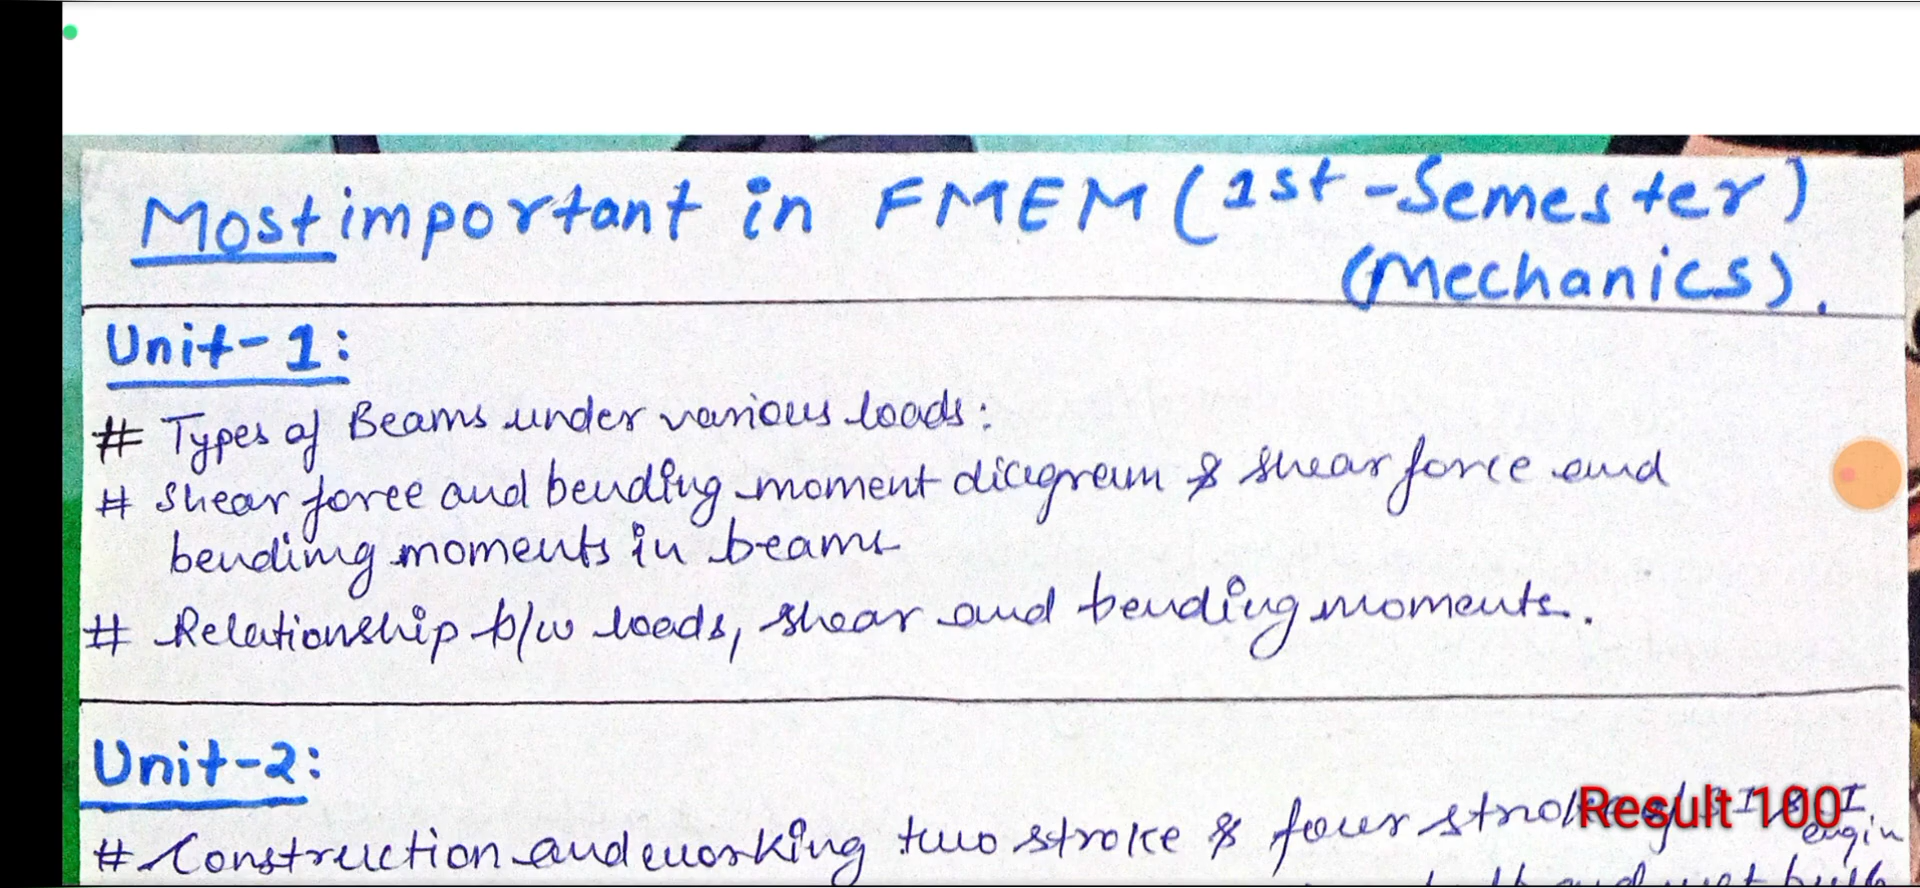 Most important in FMEM (1st-Semester)
(Mechanics).
Unit-1:
# Types of Beams under various loads:
# Shear force and bending moment diagram & shear force and
bending moments in beams
# Relationship b/w loads, shear and bending moments.
Unit-2:
# Construction and working two stroke & four
Result 100
engin